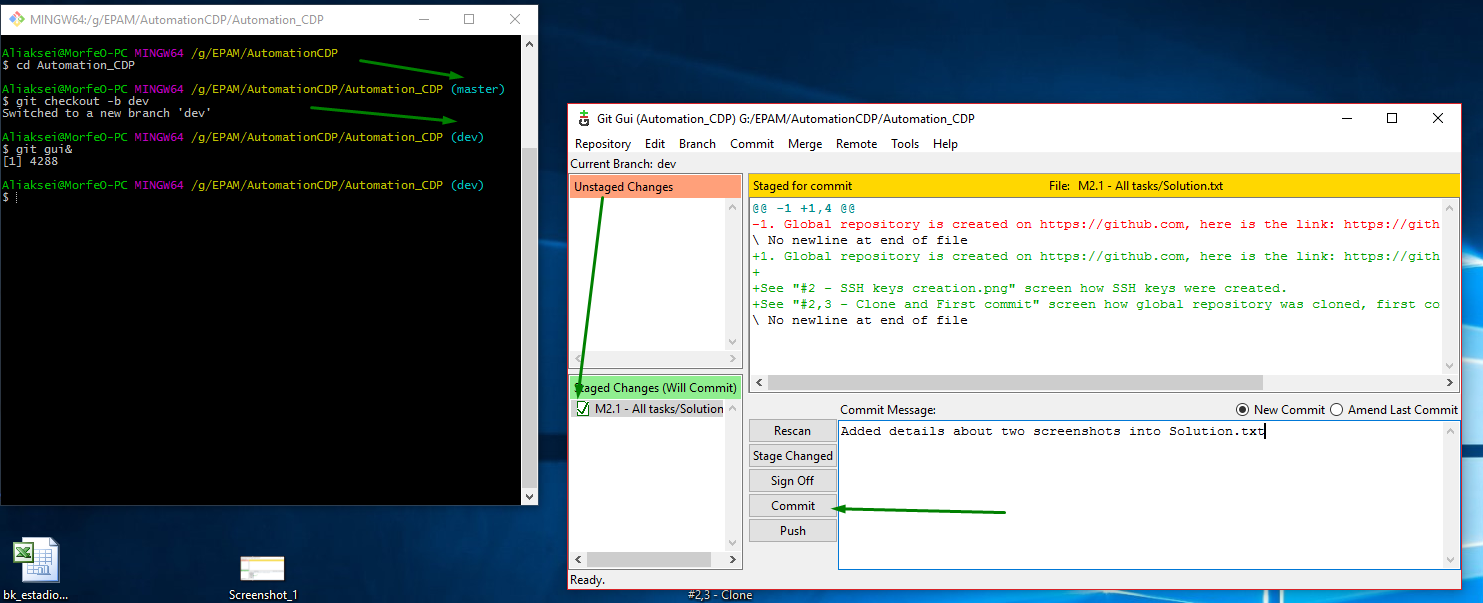 MINGW64:/g/EPAM/AutomationCDP/Automation_CDP
Aliaksei@MorfeO-PC MINGW64 /g/EPAM/AutomationCDP
$ cd Automation_CDP
Aliaksei@MorfeO-PC MINGW64 /g/EPAM/AutomationCDP/Automation_CDP (master)
$ git checkout -b dev
Switched to a new branch 'dev'
Aliaksei@MorfeO-PC MINGW64 /g/EPAM/AutomationCDP/Automation_CDP (dev)
$ git gui&
[1] 4288
Aliaksei@MorfeO-PC MINGW64 /g/EPAM/AutomationCDP/Automation_CDP (dev)
$
Git Gui (Automation_CDP) G:/EPAM/AutomationCDP/Automation_CDP
Repository Edit Branch Commit Merge Remote Tools Help
Current Branch: dev
Unstaged Changes
Staged for commit File: M2.1 - All tasks/Solution.txt
@@ -1 +1,4 @@
-1. Global repository is created on https://github.com, here is the link: https://gith
\ No newline at end of file
+1. Global repository is created on https://github.com, here is the link: https://gith
+
+See "#2 - SSH keys creation.png" screen how SSH keys were created.
+See "#2,3 - Clone and First commit" screen how global repository was cloned, first co
\ No newline at end of file
taged Changes (Will Commit)
M2.1 - All tasks/Solution
Commit Message: New Commit Amend Last Commit
Added details about two screenshots into Solution.txt
Rescan
Stage Changed
Sign Off
Commit
Push
Ready.
bk_estadio...
Screenshot_1
#2,3 - Clone